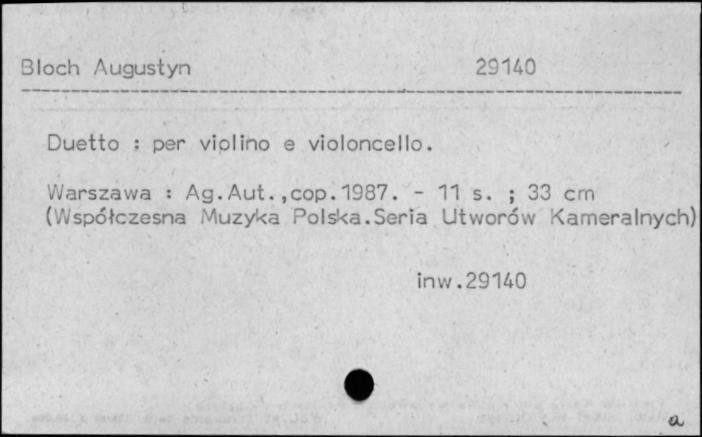 Bloch Augustyn 29140
Duetto : per violino e violoncello.
Warszawa : Ag.Aut.,cop.1987. - 11 s. ; 33 cm
(Współczesna Muzyka Polska.Seria Utworów Kameralnych)
inw.29140
a